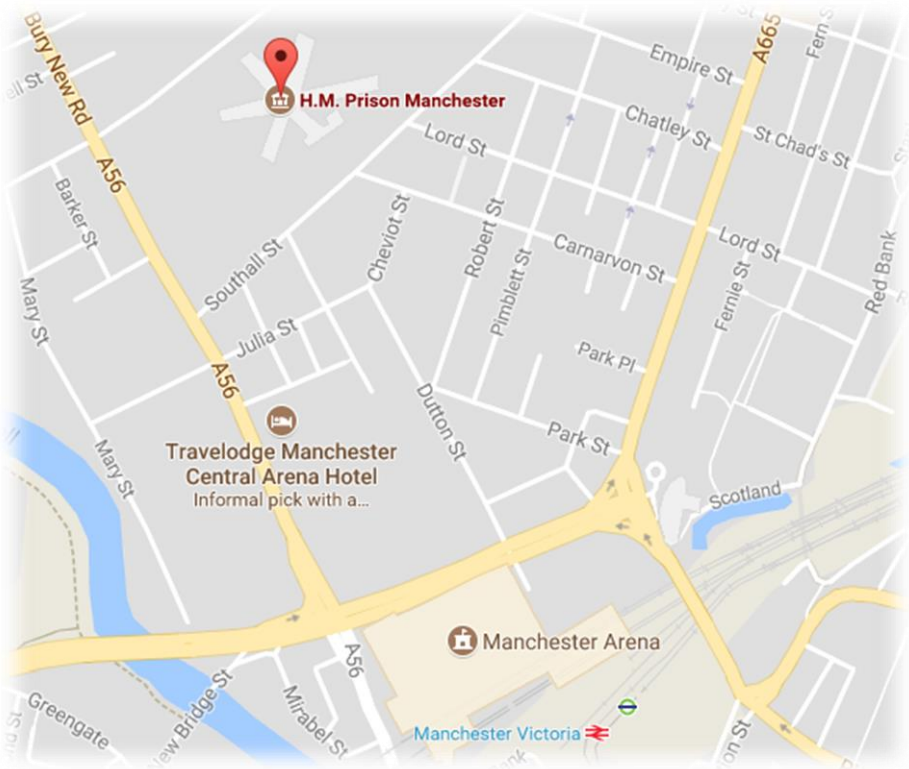 Bury New Rd
A665
Fern S
Empire St
ell St
H.M. Prison Manchester
Chatley St
Lord St
St Chad's St
A56
Barker St
Cheviot St
Robert St
Carnarvon St
Lord St
Red Bank
Southall St
Pimblett St
Fernie St
Mary St
Julia St
Park Pl
A56
Dutton St
Park St
Mary St
Travelodge Manchester
Central Arena Hotel
Informal pick with a...
Scotland
Manchester Arena
A56
New Bridge St
Mirabel St
Greengate
Manchester Victoria